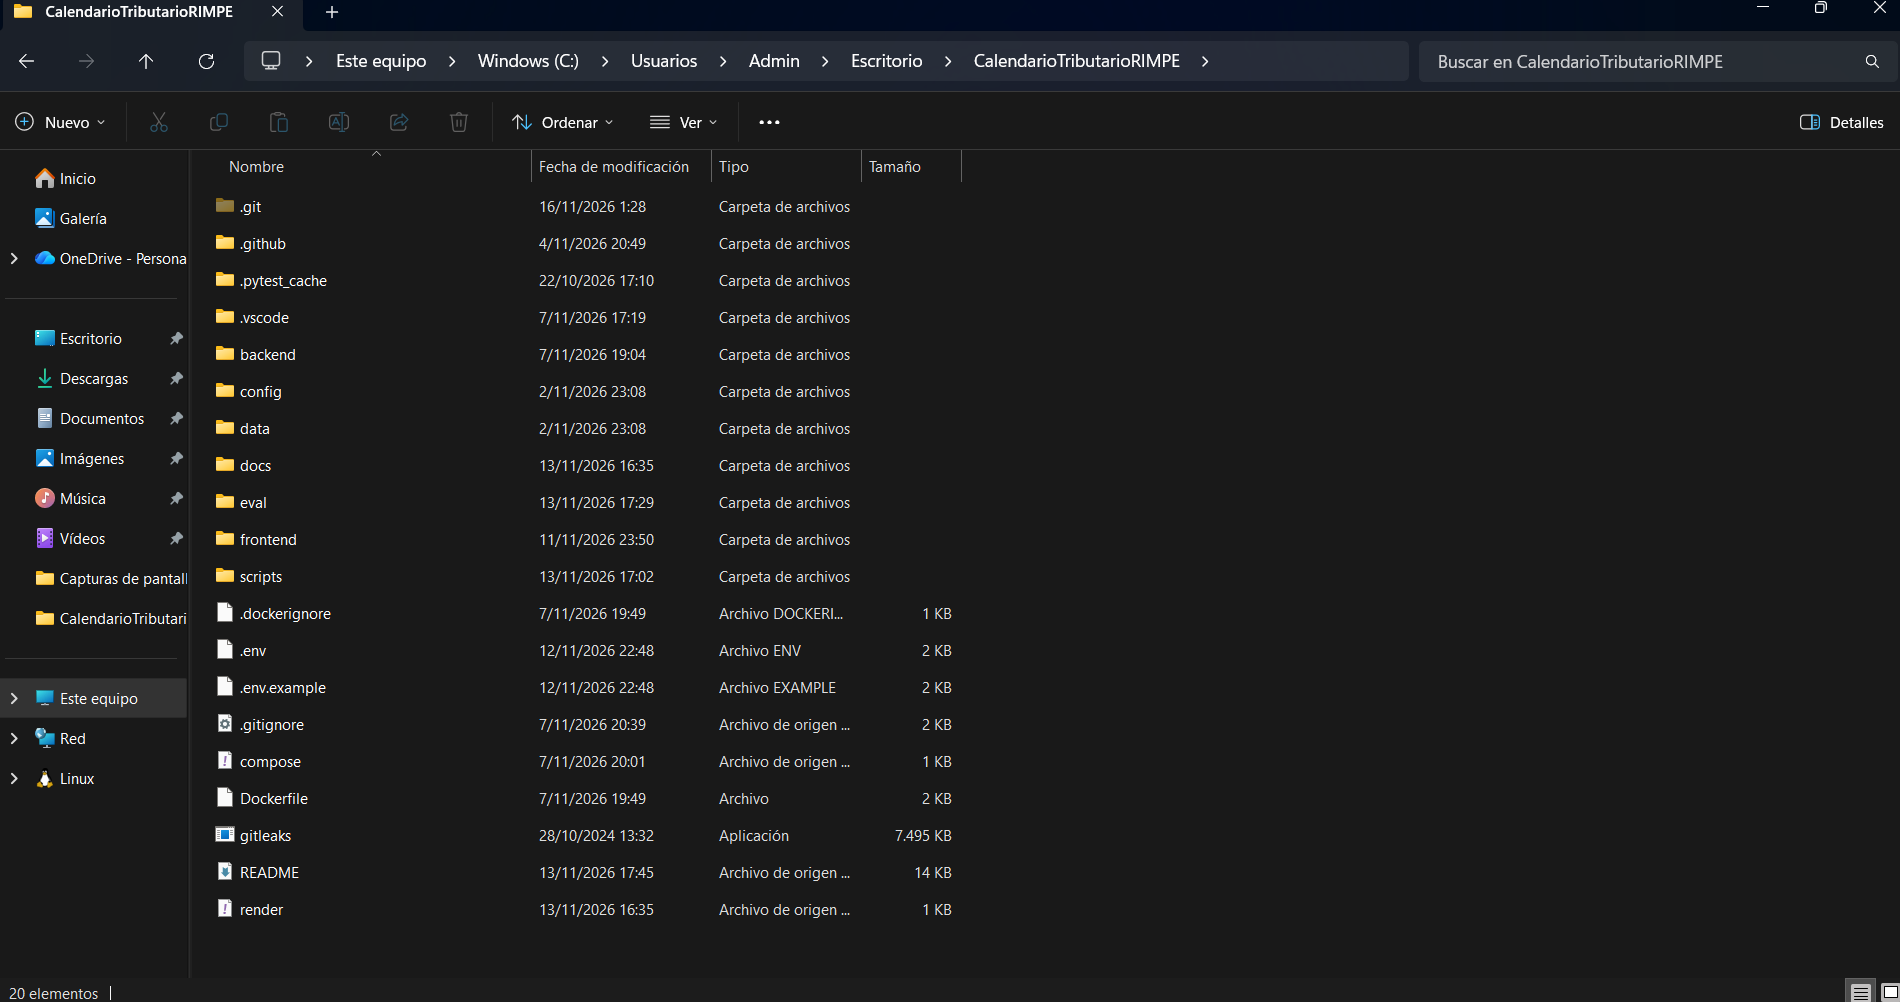 CalendarioTributarioRIMPE
Este equipo > Windows (C:) > Usuarios > Admin > Escritorio > CalendarioTributarioRIMPE >
Buscar en CalendarioTributarioRIMPE
Nuevo
Ordenar
Ver
Detalles
Inicio
Galería
OneDrive - Persona
Escritorio
Descargas
Documentos
Imágenes
Música
Vídeos
Capturas de pantall
CalendarioTributari
Este equipo
Red
Linux
Nombre Fecha de modificación Tipo Tamaño
.git 16/11/2026 1:28 Carpeta de archivos
.github 4/11/2026 20:49 Carpeta de archivos
.pytest_cache 22/10/2026 17:10 Carpeta de archivos
.vscode 7/11/2026 17:19 Carpeta de archivos
backend 7/11/2026 19:04 Carpeta de archivos
config 2/11/2026 23:08 Carpeta de archivos
data 2/11/2026 23:08 Carpeta de archivos
docs 13/11/2026 16:35 Carpeta de archivos
eval 13/11/2026 17:29 Carpeta de archivos
frontend 11/11/2026 23:50 Carpeta de archivos
scripts 13/11/2026 17:02 Carpeta de archivos
.dockerignore 7/11/2026 19:49 Archivo DOCKERI... 1 KB
.env 12/11/2026 22:48 Archivo ENV 2 KB
.env.example 12/11/2026 22:48 Archivo EXAMPLE 2 KB
.gitignore 7/11/2026 20:39 Archivo de origen ... 2 KB
compose 7/11/2026 20:01 Archivo de origen ... 1 KB
Dockerfile 7/11/2026 19:49 Archivo 2 KB
gitleaks 28/10/2024 13:32 Aplicación 7.495 KB
README 13/11/2026 17:45 Archivo de origen ... 14 KB
render 13/11/2026 16:35 Archivo de origen ... 1 KB
20 elementos